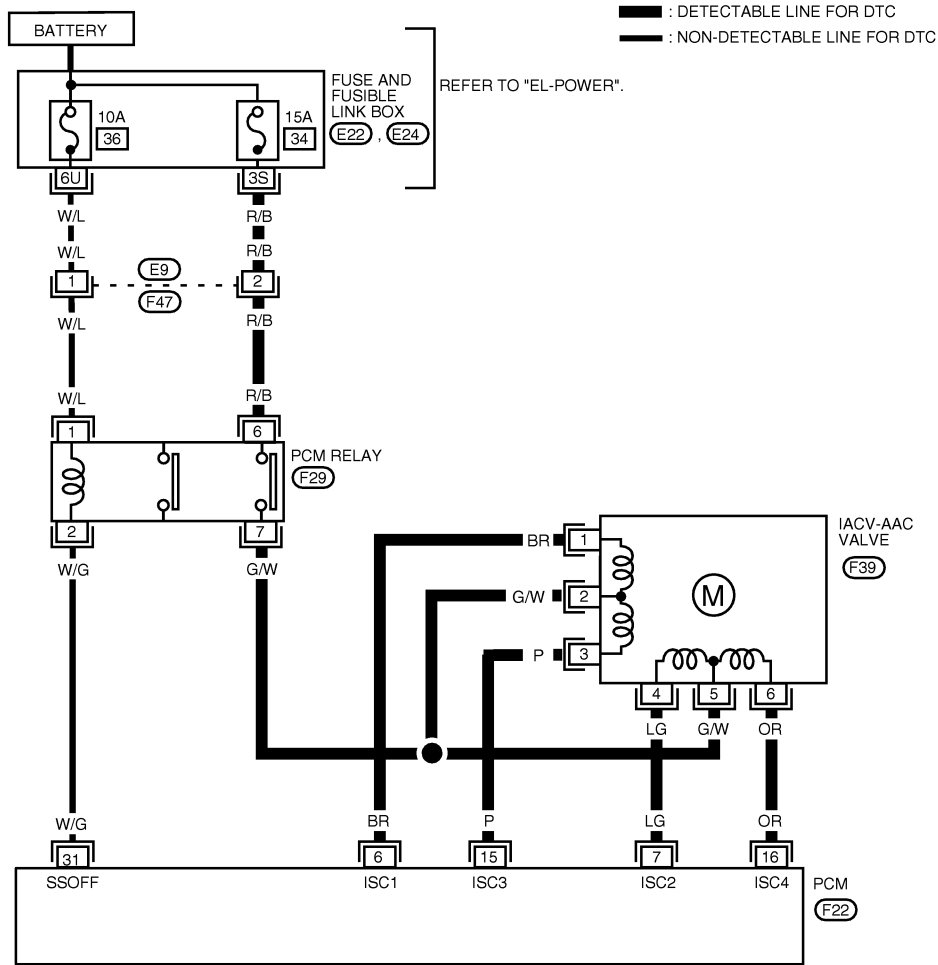 : DETECTABLE LINE FOR DTC
: NON-DETECTABLE LINE FOR DTC
BATTERY
FUSE AND
FUSIBLE
LINK BOX
E22 , E24
REFER TO "EL-POWER".
10A
36
15A
34
6U
3S
W/L
R/B
W/L
R/B
1
E9
2
F47
W/L
R/B
W/L
R/B
1
6
PCM RELAY
F29
2
7
W/G
G/W
IACV-AAC
VALVE
F39
BR
1
G/W
2
M
P
3
4
5
6
LG
G/W
OR
W/G
BR
P
LG
OR
31
6
15
7
16
SSOFF
ISC1
ISC3
ISC2
ISC4
PCM
F22